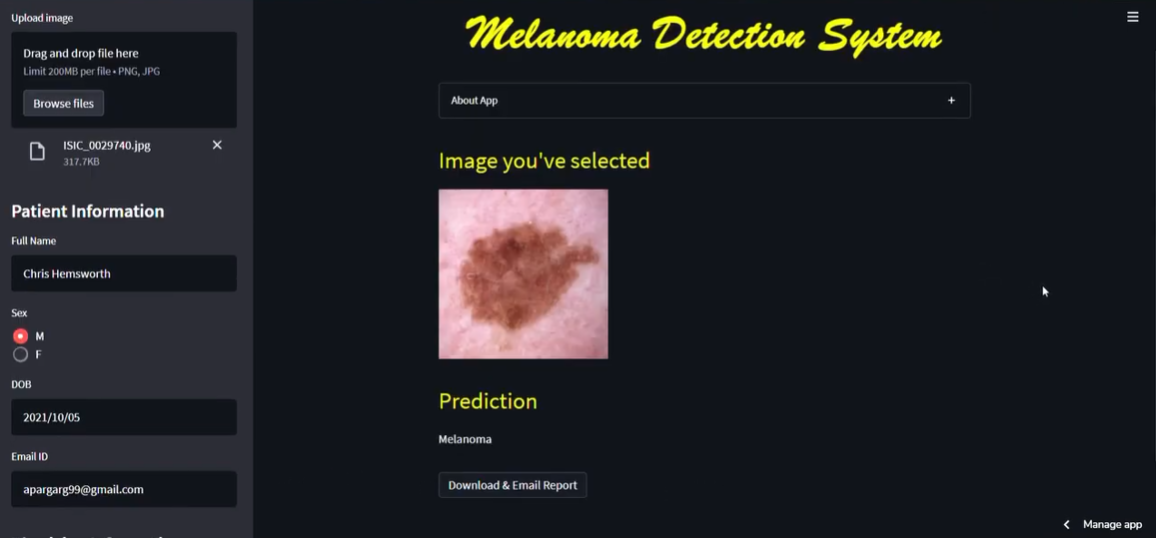 Upload image
Drag and drop file here
Limit 200MB per file • PNG, JPG
Browse files
ISIC_0029740.jpg
317.7KB
Patient Information
Full Name
Chris Hemsworth
Sex
M
F
DOB
2021/10/05
Email ID
apargarg99@gmail.com
Melanoma Detection System
About App
Image you've selected
Prediction
Melanoma
Download & Email Report
Manage app